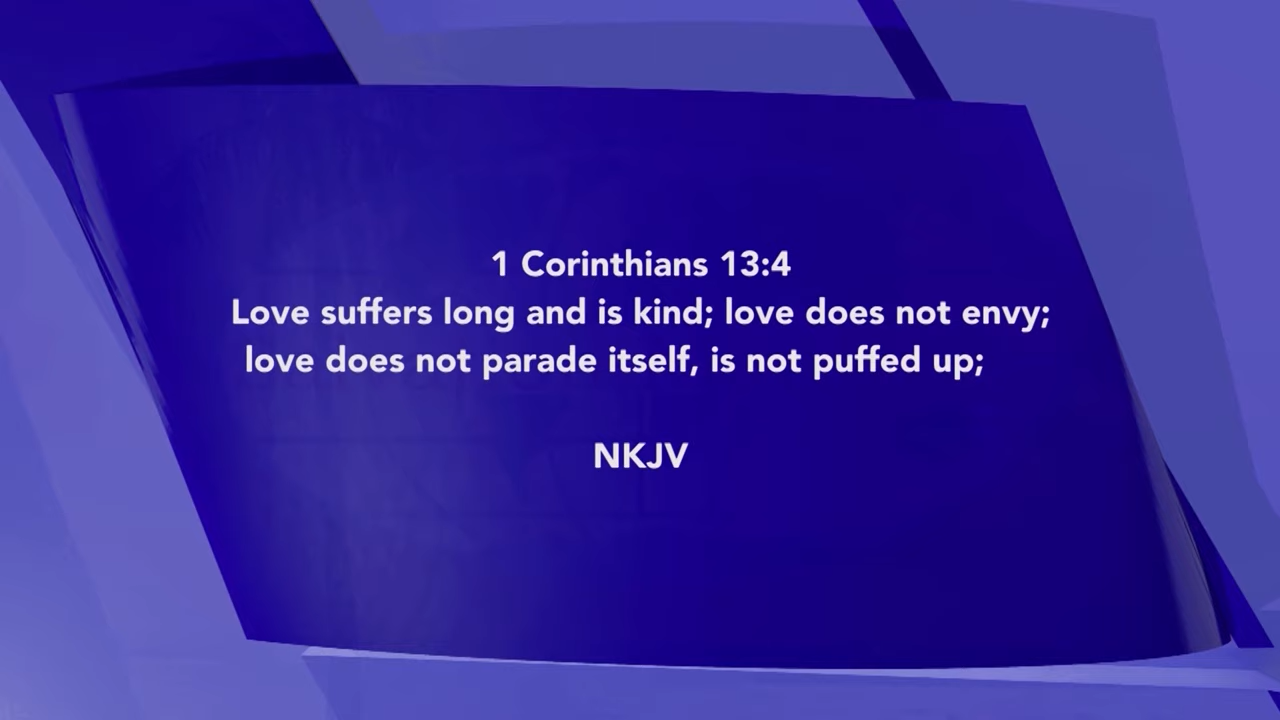 1 Corinthians 13:4
Love suffers long and is kind; love does not envy;
love does not parade itself, is not puffed up;
NKJV